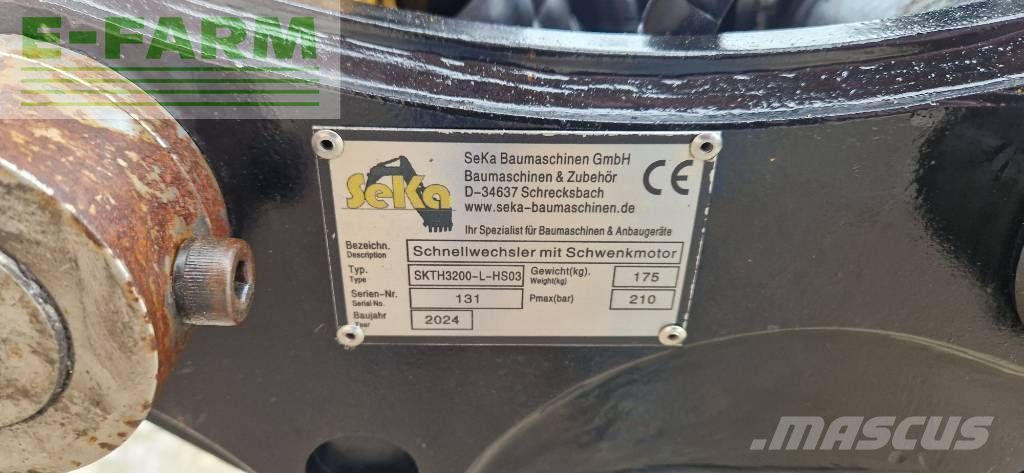 E-FARM
SeKa
SeKa Baumaschinen GmbH
Baumaschinen & Zubehör
D-34637 Schrecksbach
www.seka-baumaschinen.de
CE
Ihr Spezialist für Baumaschinen & Anbaugeräte
Bezeichn. Schnellwechsler mit Schwenkmotor
Description
Typ. SKTH3200-L-HS03 Gewicht(kg). 175
Type Weight(kg)
Serien-Nr. 131 Pmax(bar) 210
Serial No.
Baujahr 2024
Year
MASCUS